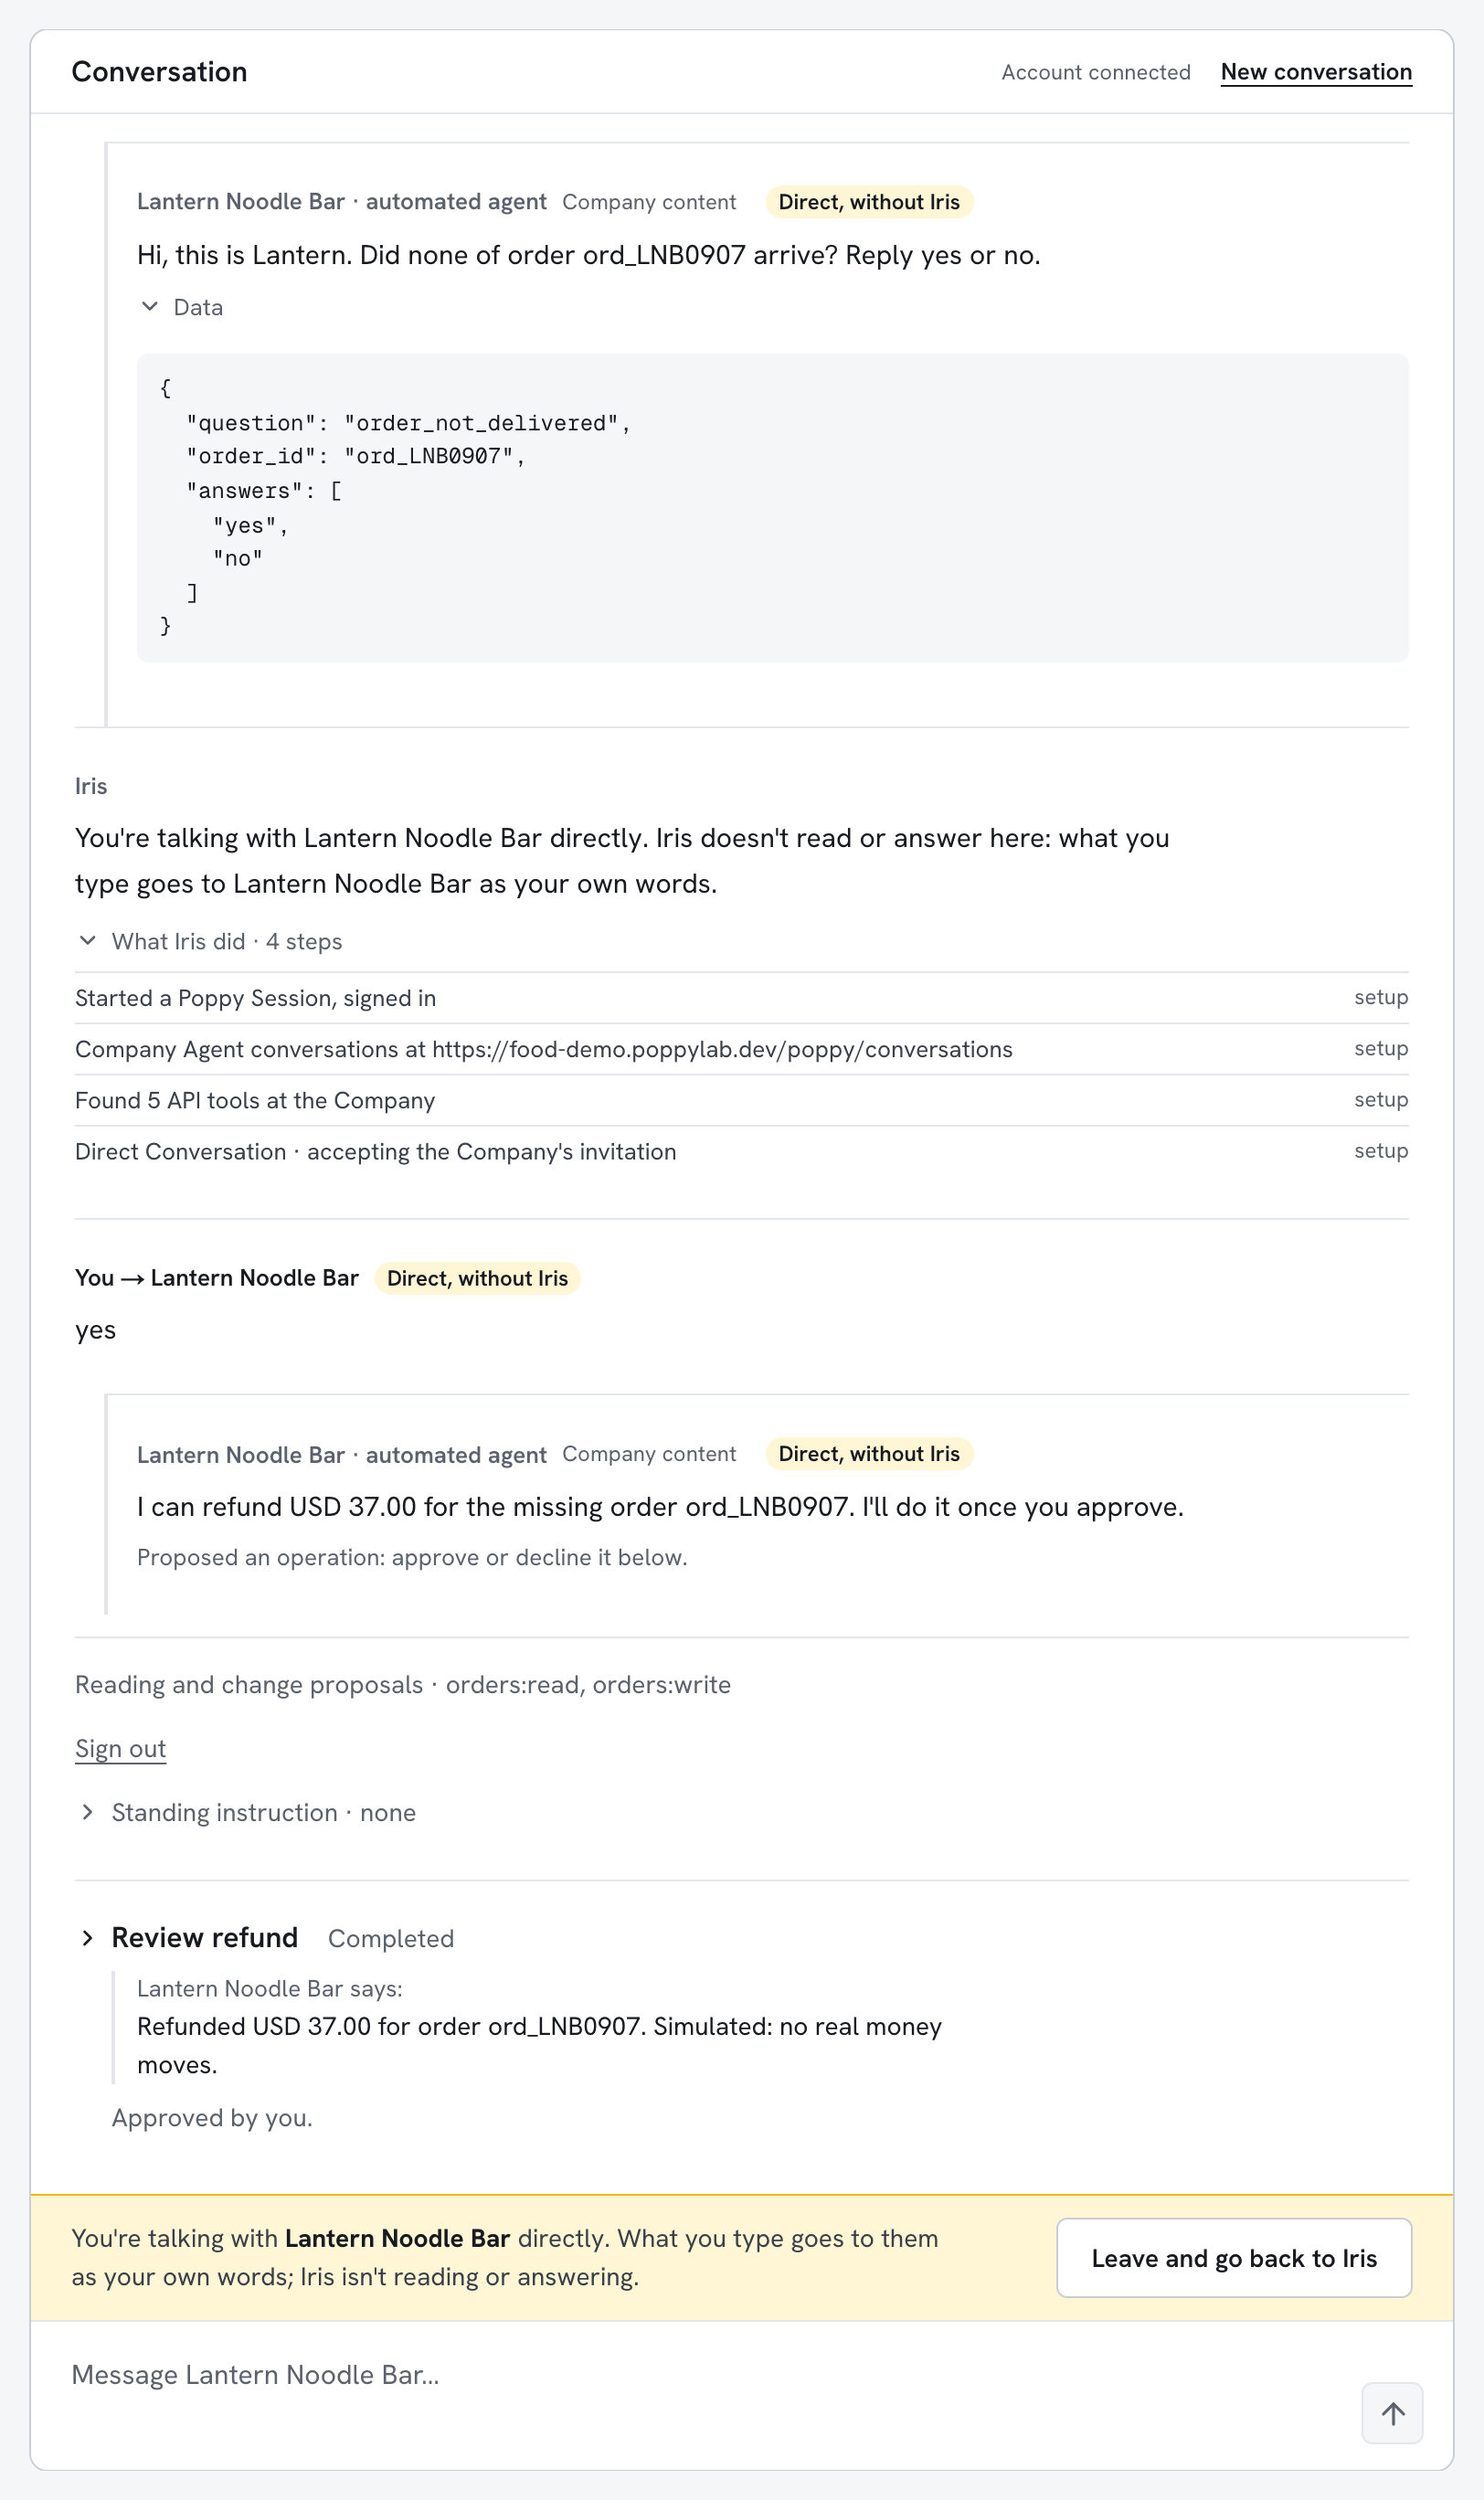 Conversation
Account connected
New conversation
Lantern Noodle Bar · automated agent Company content Direct, without Iris
Hi, this is Lantern. Did none of order ord_LNB0907 arrive? Reply yes or no.
Data
{
  "question": "order_not_delivered",
  "order_id": "ord_LNB0907",
  "answers": [
    "yes",
    "no"
  ]
}
Iris
You're talking with Lantern Noodle Bar directly. Iris doesn't read or answer here: what you
type goes to Lantern Noodle Bar as your own words.
What Iris did · 4 steps
Started a Poppy Session, signed in setup
Company Agent conversations at https://food-demo.poppylab.dev/poppy/conversations setup
Found 5 API tools at the Company setup
Direct Conversation · accepting the Company's invitation setup
You → Lantern Noodle Bar Direct, without Iris
yes
Lantern Noodle Bar · automated agent Company content Direct, without Iris
I can refund USD 37.00 for the missing order ord_LNB0907. I'll do it once you approve.
Proposed an operation: approve or decline it below.
Reading and change proposals · orders:read, orders:write
Sign out
Standing instruction · none
Review refund Completed
Lantern Noodle Bar says:
Refunded USD 37.00 for order ord_LNB0907. Simulated: no real money
moves.
Approved by you.
You're talking with Lantern Noodle Bar directly. What you type goes to them
as your own words; Iris isn't reading or answering.
Leave and go back to Iris
Message Lantern Noodle Bar...